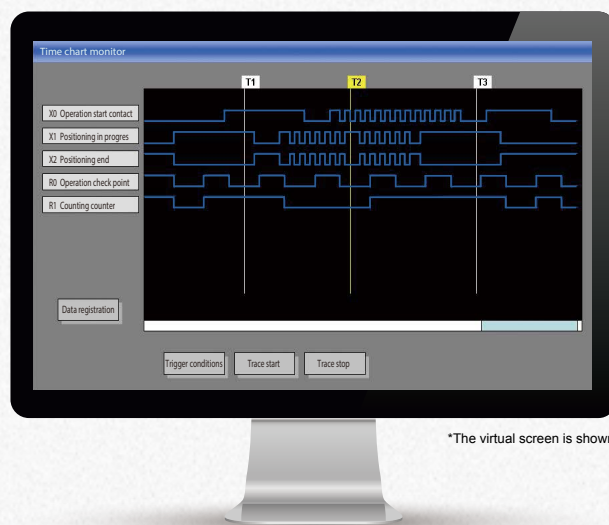 Time chart monitor
T1 T2 T3
X0 Operation start contact
X1 Positioning in progres
X2 Positioning end
R0 Operation check point
R1 Counting counter
Data registration
Trigger conditions Trace start Trace stop
*The virtual screen is shown